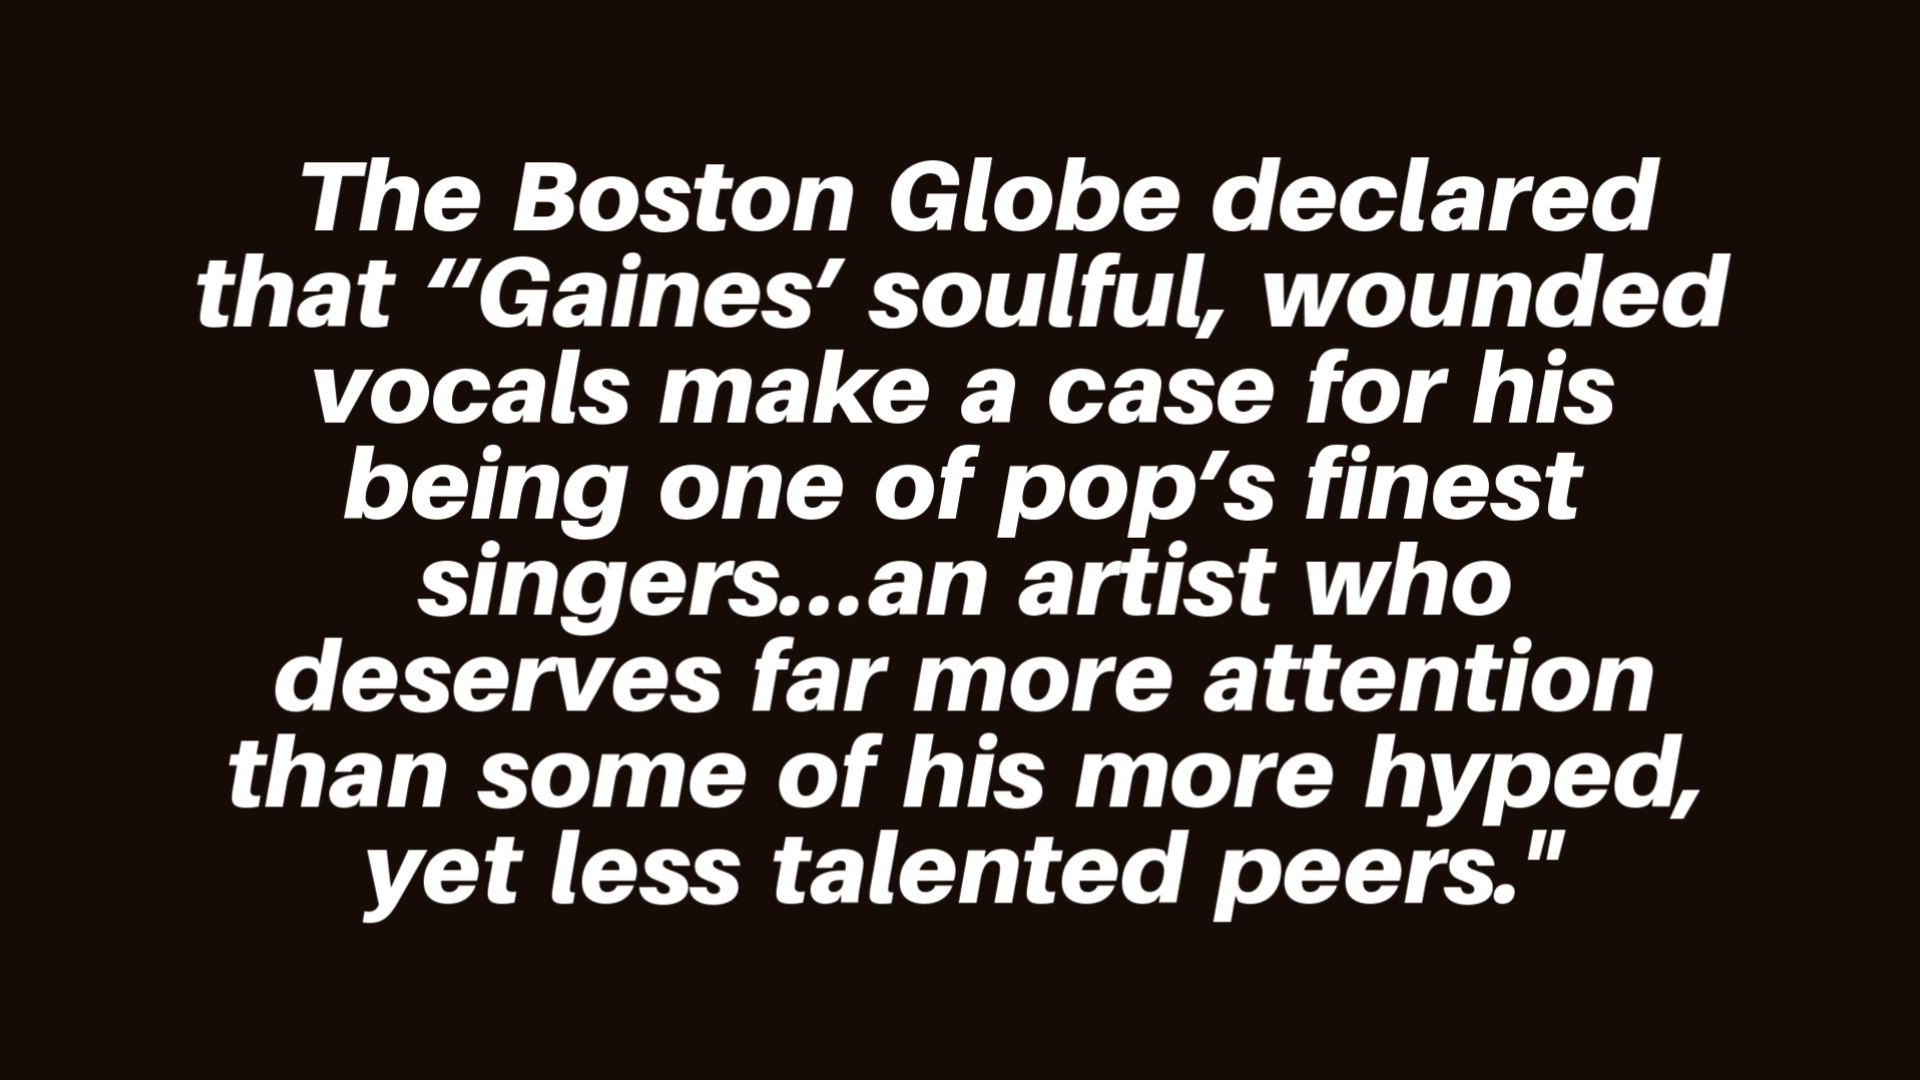 The Boston Globe declared
that “Gaines’ soulful, wounded
vocals make a case for his
being one of pop’s finest
singers...an artist who
deserves far more attention
than some of his more hyped,
yet less talented peers."